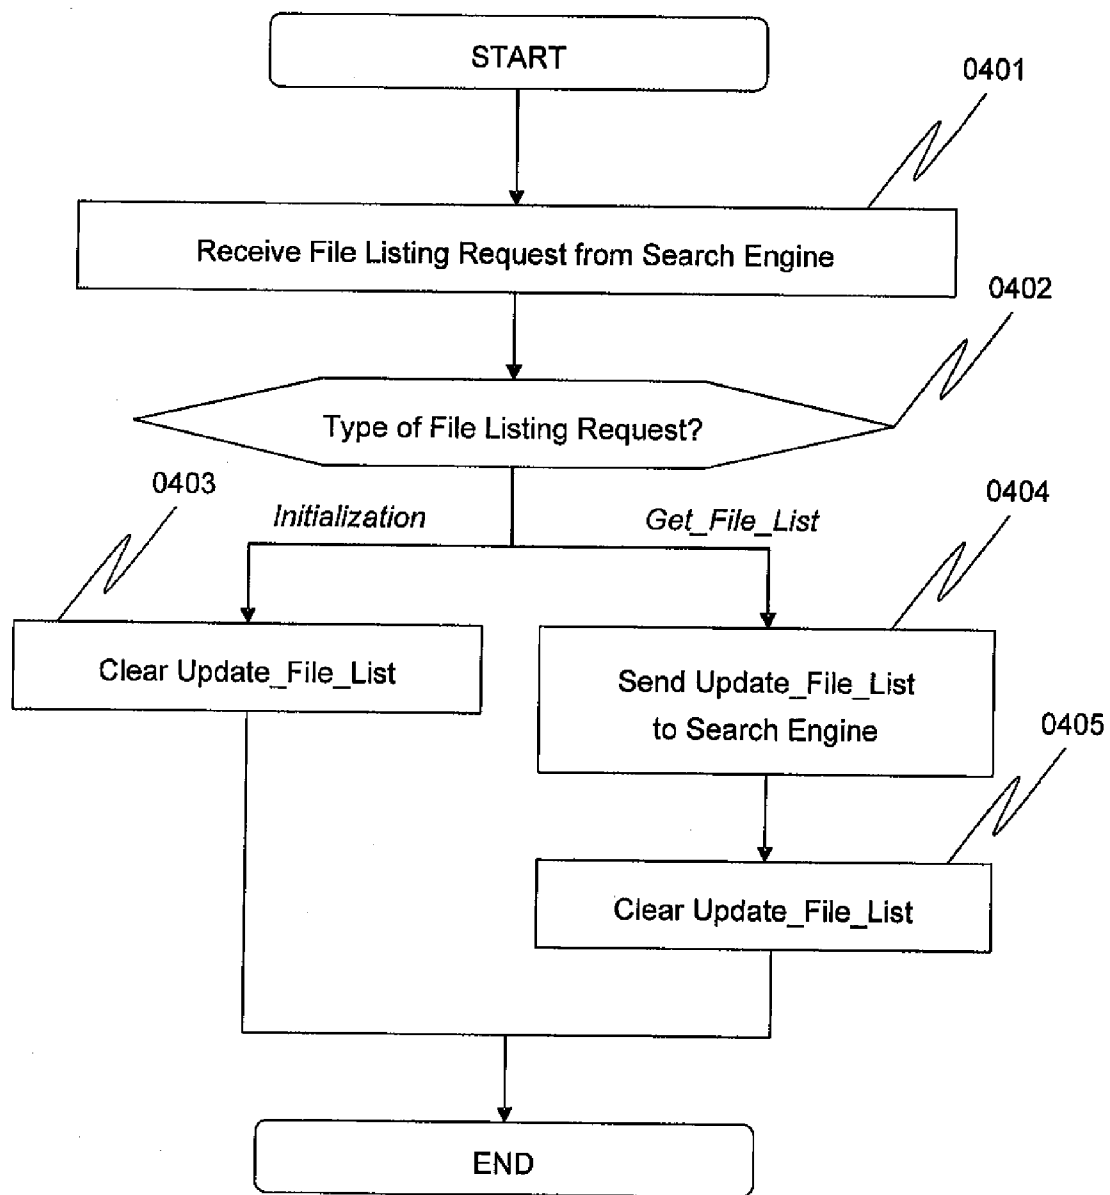 START
0401
Receive File Listing Request from Search Engine
0402
Type of File Listing Request?
0403
Initialization
Get_File_List
0404
Clear Update_File_List
Send Update_File_List
to Search Engine
0405
Clear Update_File_List
END